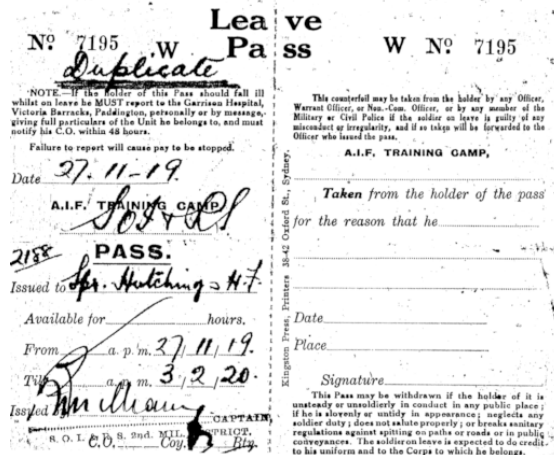 Leave Pass
No. 7195 W
Duplicate
NOTE.—If the holder of this Pass should fall ill
whilst on leave he MUST report to the Garrison Hospital,
Victoria Barracks, Paddington, personally or by message,
giving full particulars of the Unit he belongs to, and must
notify his C.O. within 48 hours.
Failure to report will cause pay to be stopped.
Date 27.11.19.
A.I.F. TRAINING CAMP,
2188
PASS.
Issued to Spr. Hutchings H F
Available for hours.
From a.p.m. 27/11/19.
Till a.p.m. 3.2.20.
Issued by
CAPTAIN,
S. O. I. & R. S. 2nd. MIL. DISTRICT.
C.O. Coy. Bty.
Kingston Press, Printers 38-42 Oxford St., Sydney.
W No. 7195
This counterfoil may be taken from the holder by any Officer,
Warrant Officer, or Non.-Com. Officer, or by any member of the
Military or Civil Police if the soldier on leave is guilty of any
misconduct or irregularity, and if so taken will be forwarded to the
Officer who issued the pass.
A.I.F. TRAINING CAMP,
Taken from the holder of the pass
for the reason that he
Date
Place
Signature
This Pass may be withdrawn if the holder of it is
unsteady or unsoldierly in conduct in any public place;
if he is slovenly or untidy in appearance; neglects any
soldier duty; does not salute properly; or breaks sanitary
regulations against spitting on paths or roads or in public
conveyances. The soldier on leave is expected to do credit
to his uniform and to the Corps to which he belongs.